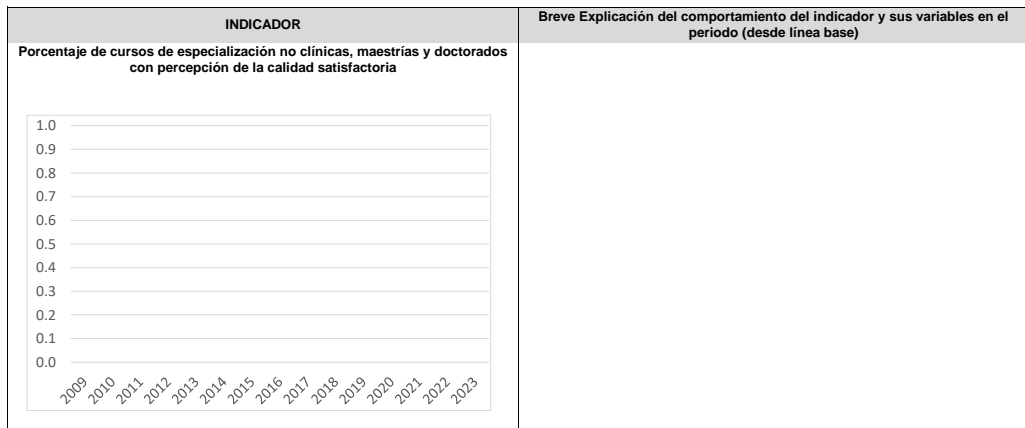 INDICADOR
Breve Explicación del comportamiento del indicador y sus variables en el
periodo (desde línea base)
Porcentaje de cursos de especialización no clínicas, maestrías y doctorados
con percepción de la calidad satisfactoria
1.0
0.9
0.8
0.7
0.6
0.5
0.4
0.3
0.2
0.1
0.0
2009 2010 2011 2012 2013 2014 2015 2016 2017 2018 2019 2020 2021 2022 2023